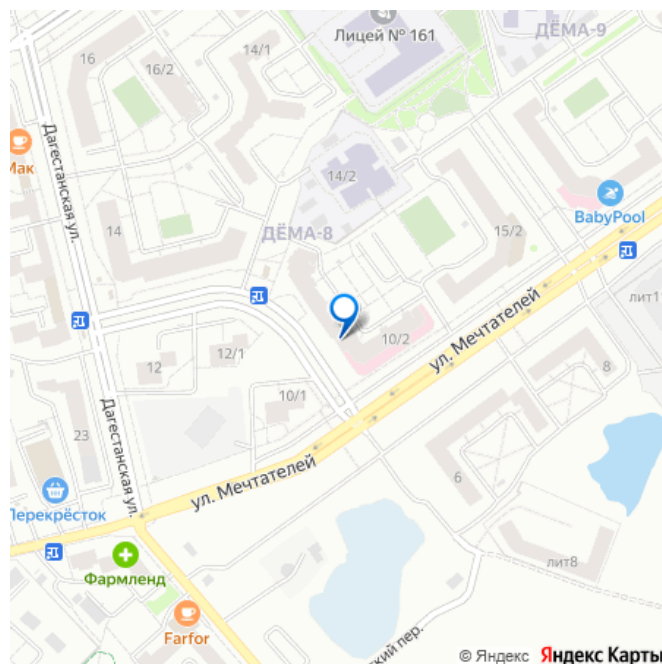 ДЁМА-9
Лицей № 161
14/1
16
16/2
Дагестанская ул.
Мак
14/2
BabyPool
14
ДЁМА-8
15/2
лит1
ул. Мечтателей
10/2
12/1
12
8
10/1
Дагестанская ул.
23
6
ул. Мечтателей
Перекрёсток
лит8
Фармленд
Farfor
кий пер.
© Яндекс Яндекс Карты